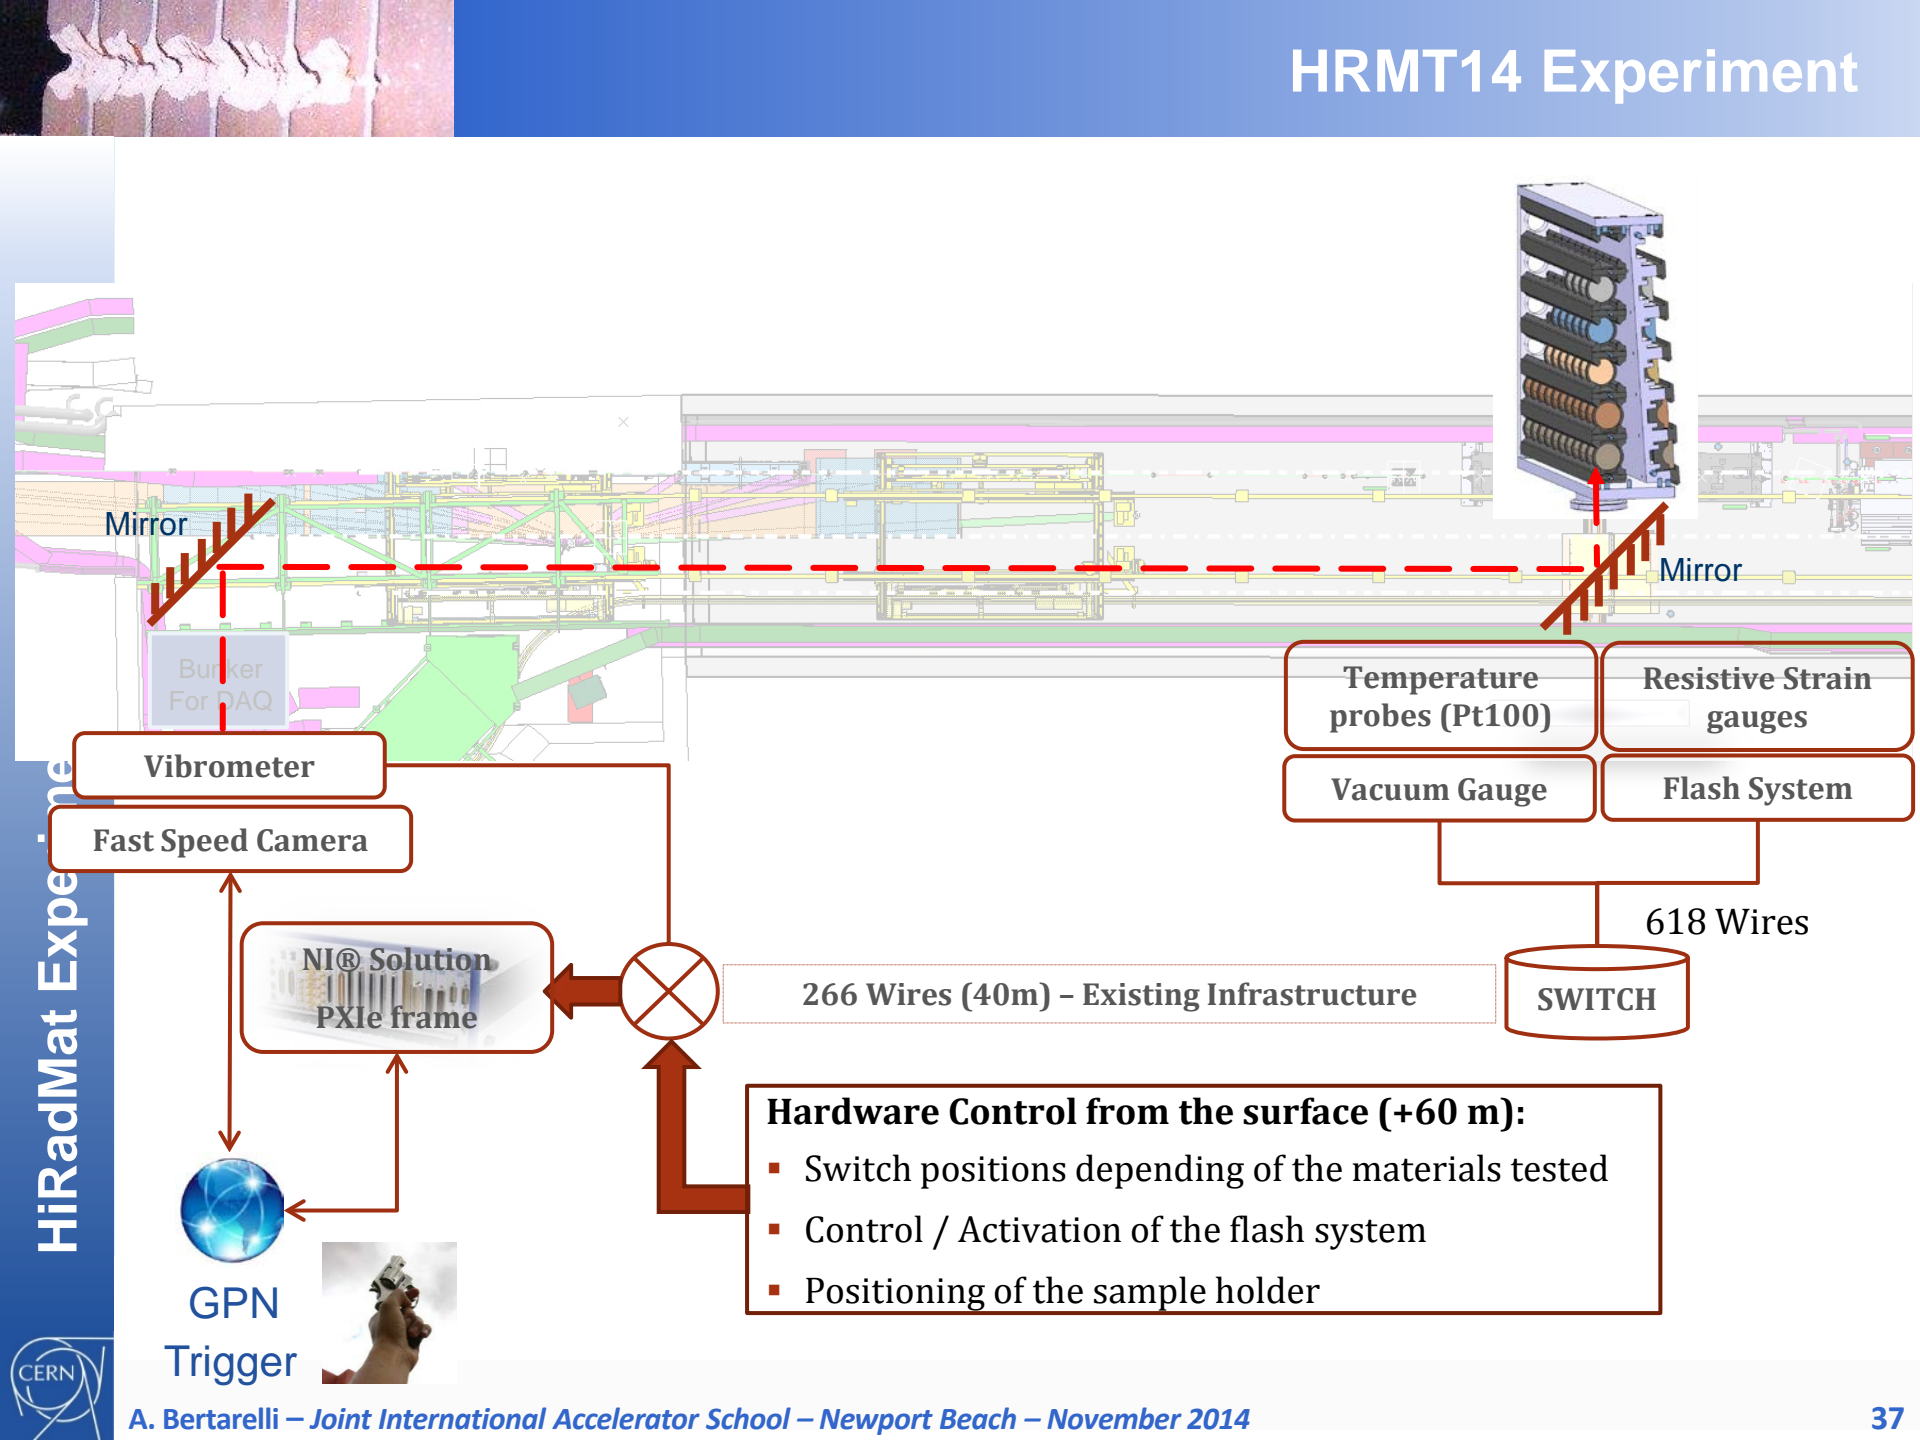 HRMT14 Experiment
Mirror
Mirror
Bunker
For DAQ
Temperature
probes (Pt100)
Resistive Strain
gauges
Vibrometer
Vacuum Gauge
Flash System
Fast Speed Camera
618 Wires
NI® Solution
PXIe frame
266 Wires (40m) – Existing Infrastructure
SWITCH
Hardware Control from the surface (+60 m):
▪ Switch positions depending of the materials tested
▪ Control / Activation of the flash system
▪ Positioning of the sample holder
GPN
Trigger
HiRadMat
CERN
A. Bertarelli – Joint International Accelerator School – Newport Beach – November 2014
37